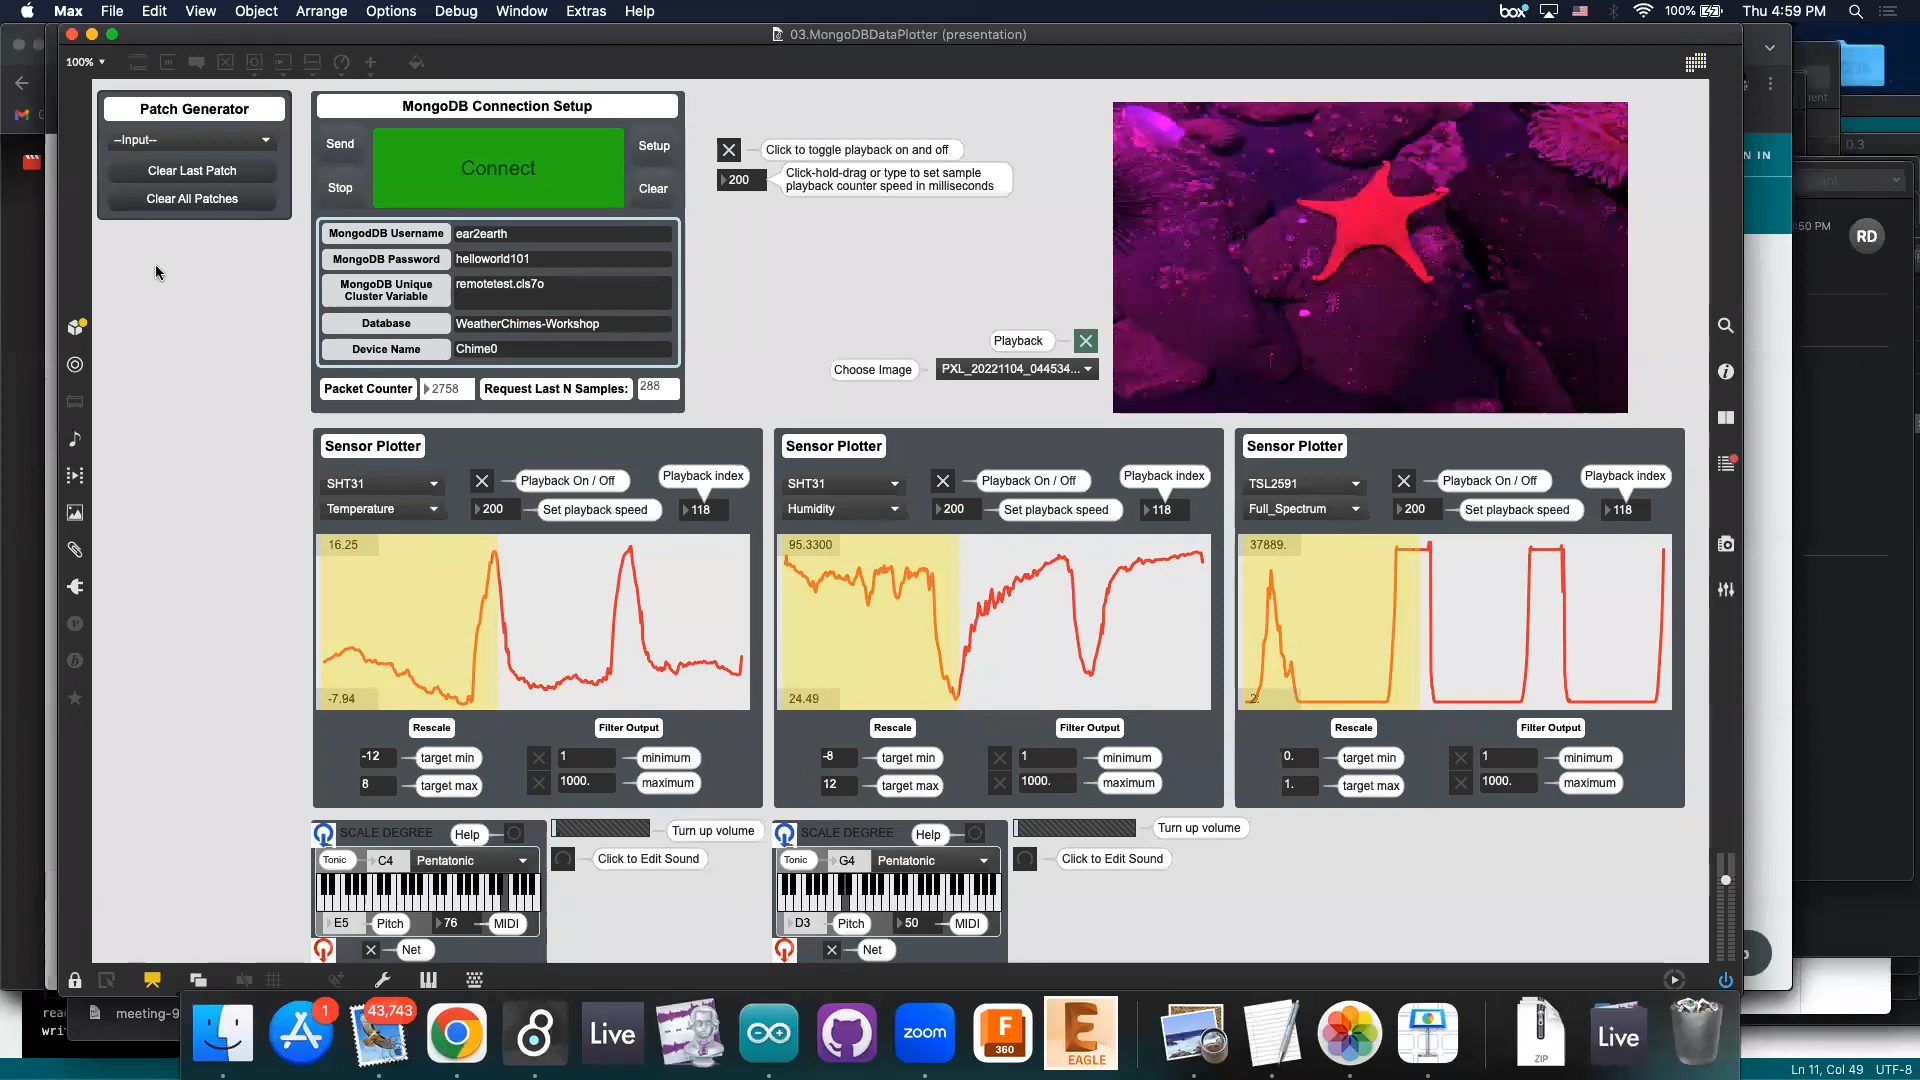 Max File Edit View Object Arrange Options Debug Window Extras Help
box 100% Thu 4:59 PM
03.MongoDBDataPlotter (presentation)
100%
Patch Generator
--Input--
Clear Last Patch
Clear All Patches
MongoDB Connection Setup
Send
Connect
Setup
Stop
Clear
MongodDB Username ear2earth
MongoDB Password helloworld101
MongoDB Unique
Cluster Variable
remotetest.cls7o
Database WeatherChimes-Workshop
Device Name Chime0
Packet Counter 2758 Request Last N Samples: 288
Click to toggle playback on and off
200
Click-hold-drag or type to set sample
playback counter speed in milliseconds
Playback
Choose Image PXL_20221104_044534...
0.3
N IN
:50 PM
RD
Sensor Plotter
SHT31
Playback On / Off
Playback index
Temperature
200
Set playback speed
118
16.25
-7.94
Rescale
Filter Output
-12 target min
1 minimum
8 target max
1000. maximum
Sensor Plotter
SHT31
Playback On / Off
Playback index
Humidity
200
Set playback speed
118
95.3300
24.49
Rescale
Filter Output
-8 target min
1 minimum
12 target max
1000. maximum
Sensor Plotter
TSL2591
Playback On / Off
Playback index
Full_Spectrum
200
Set playback speed
118
37889.
2.
Rescale
Filter Output
0. target min
1 minimum
1. target max
1000. maximum
SCALE DEGREE Help
Turn up volume
Tonic C4 Pentatonic
Click to Edit Sound
E5 Pitch 76 MIDI
Net
SCALE DEGREE Help
Turn up volume
Tonic G4 Pentatonic
Click to Edit Sound
D3 Pitch 50 MIDI
Net
meeting-9
1
43,743
Live
zoom
F
360
E
EAGLE
ZIP
Live
Ln 11, Col 49 UTF-8